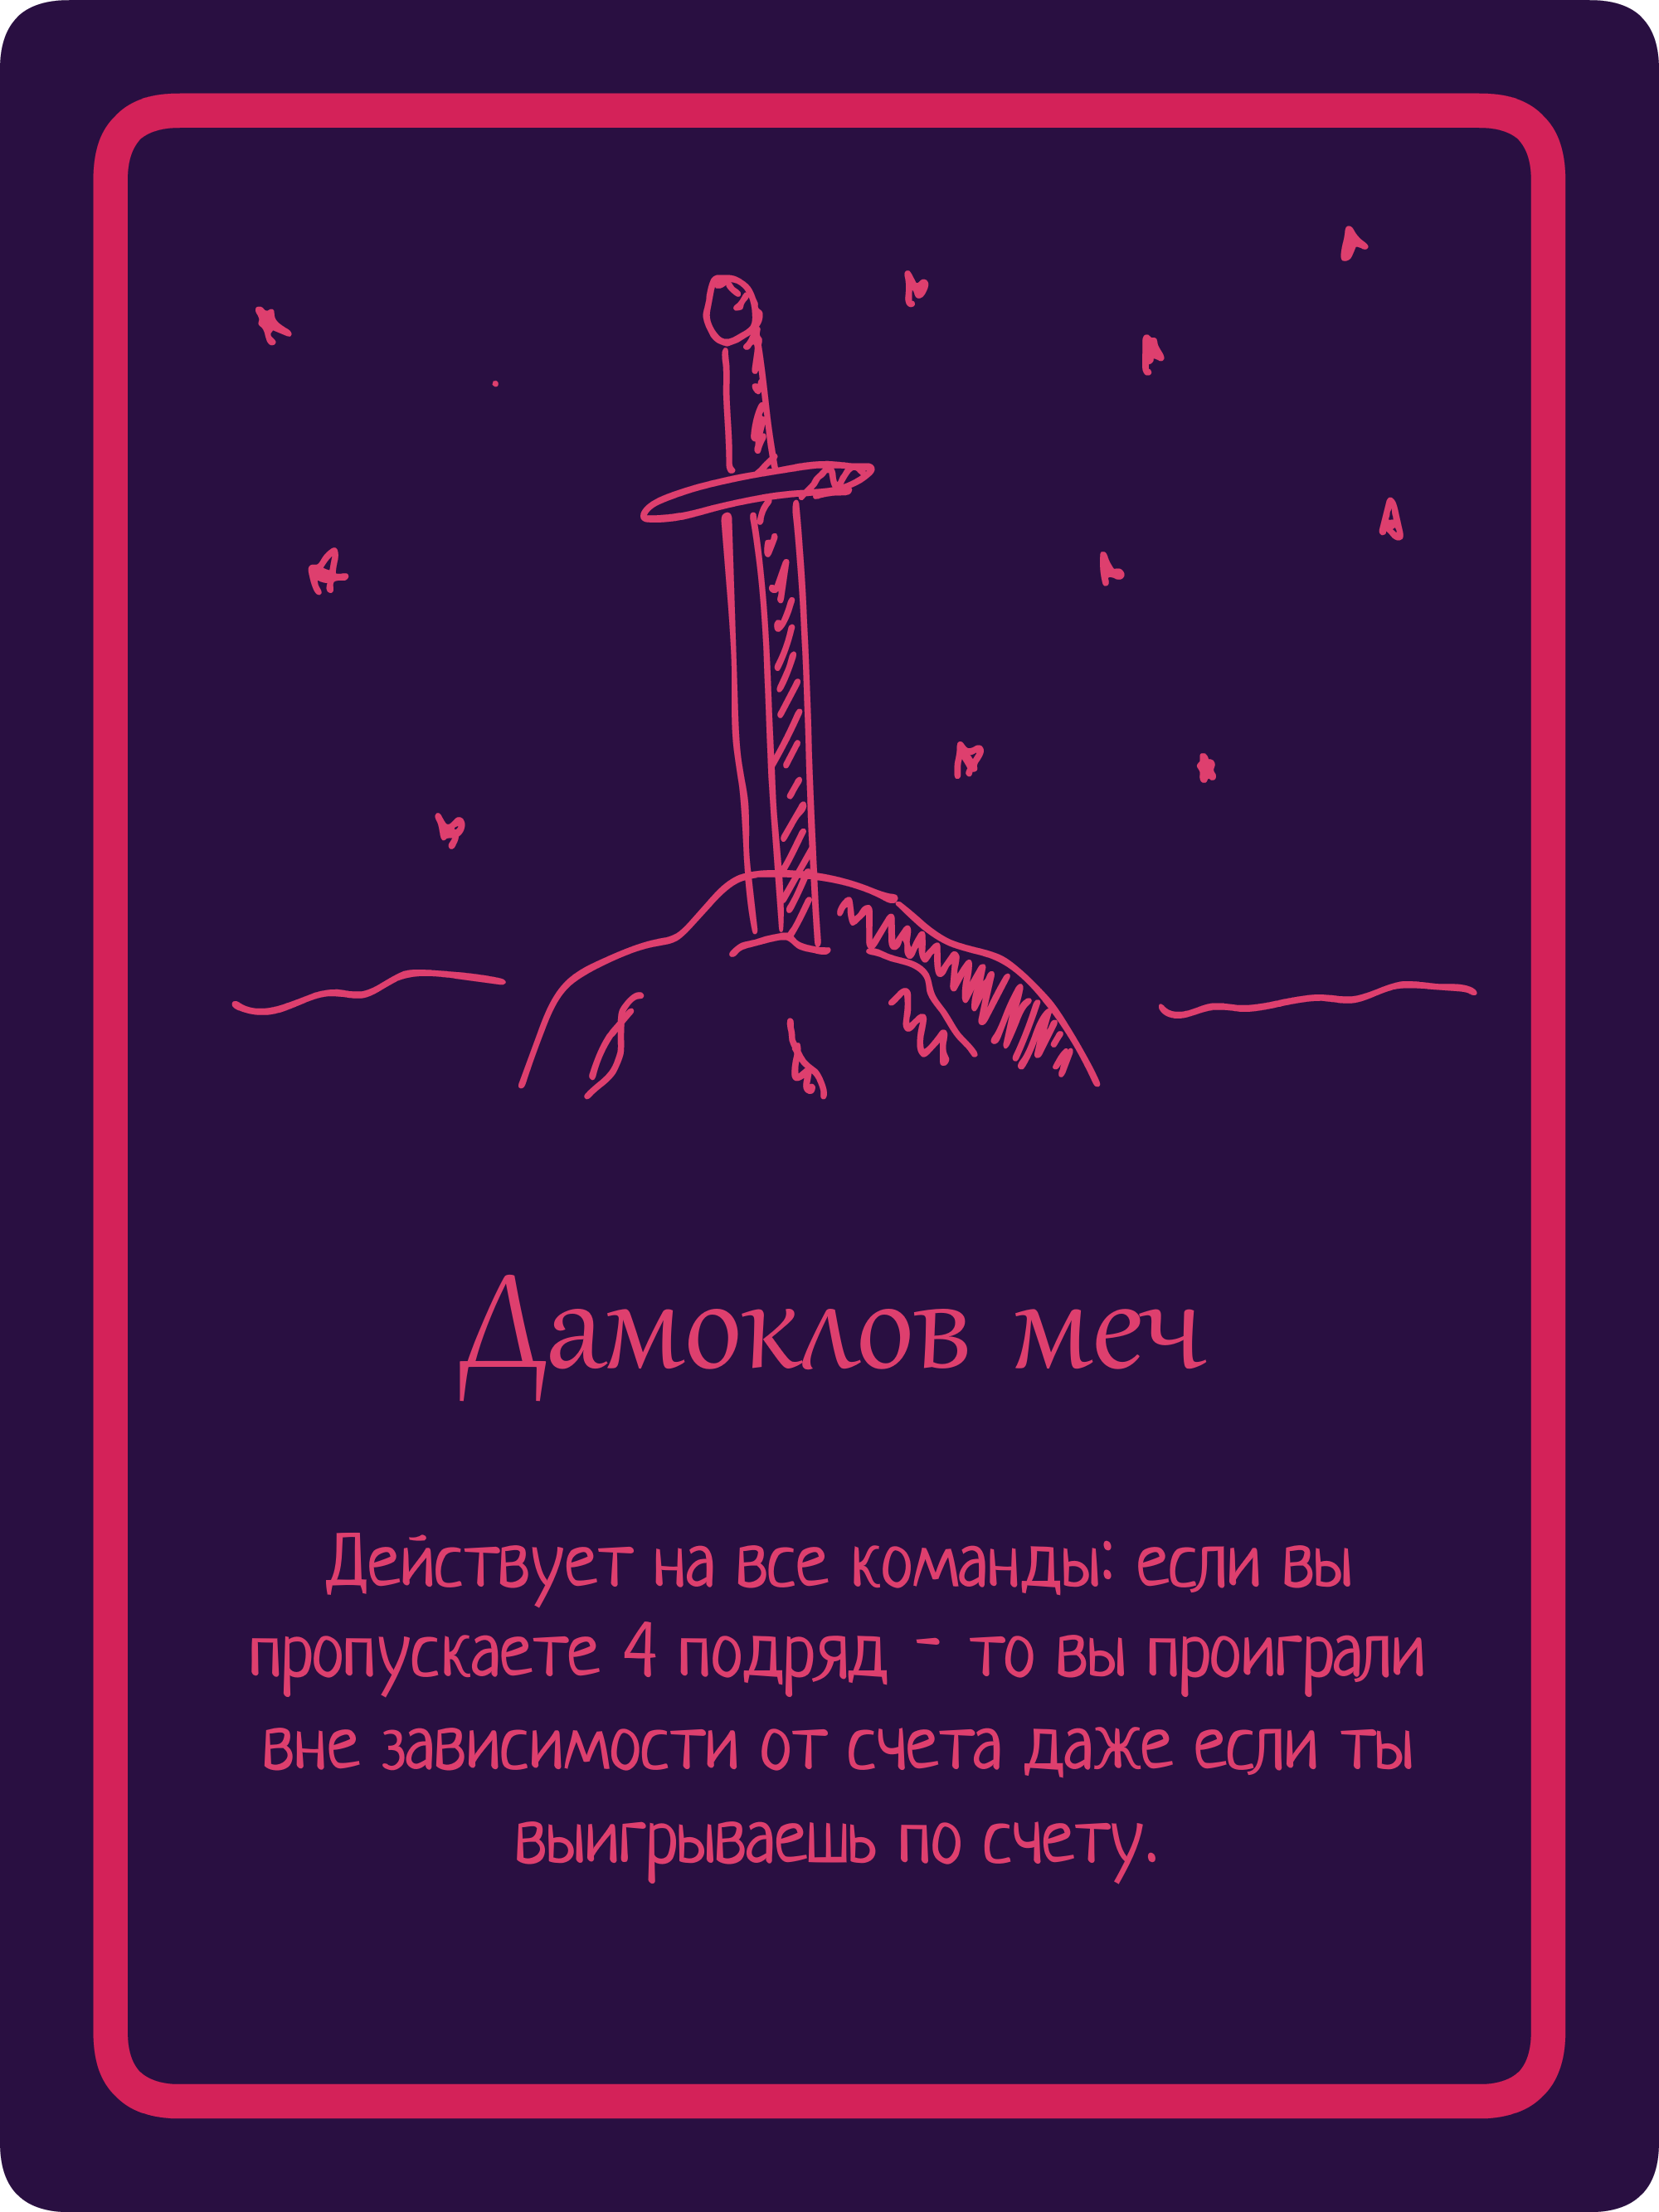 Дамоклов меч
Действует на все команды: если вы
пропускаете 4 подряд - то вы проиграли
вне зависимости от счета даже если ты
выигрываешь по счету.